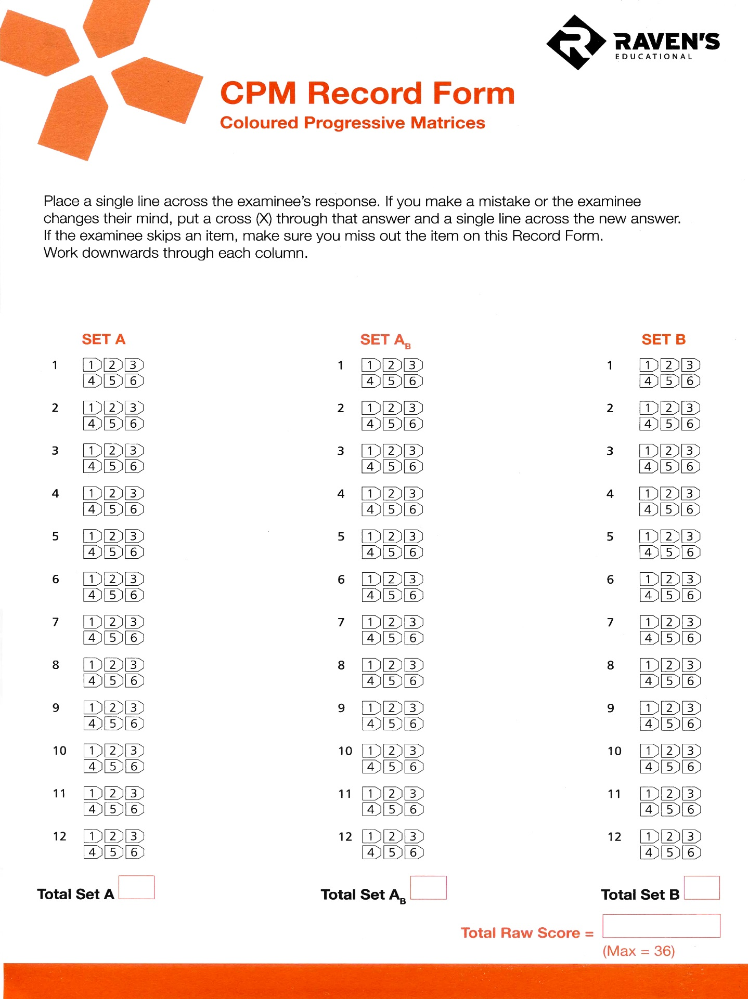 RAVEN'S
EDUCATIONAL
CPM Record Form
Coloured Progressive Matrices
Place a single line across the examinee's response. If you make a mistake or the examinee
changes their mind, put a cross (X) through that answer and a single line across the new answer.
If the examinee skips an item, make sure you miss out the item on this Record Form.
Work downwards through each column.
SET A SET AB SET B
1 1 2 3 1 1 2 3 1 1 2 3
4 5 6 4 5 6 4 5 6
2 1 2 3 2 1 2 3 2 1 2 3
4 5 6 4 5 6 4 5 6
3 1 2 3 3 1 2 3 3 1 2 3
4 5 6 4 5 6 4 5 6
4 1 2 3 4 1 2 3 4 1 2 3
4 5 6 4 5 6 4 5 6
5 1 2 3 5 1 2 3 5 1 2 3
4 5 6 4 5 6 4 5 6
6 1 2 3 6 1 2 3 6 1 2 3
4 5 6 4 5 6 4 5 6
7 1 2 3 7 1 2 3 7 1 2 3
4 5 6 4 5 6 4 5 6
8 1 2 3 8 1 2 3 8 1 2 3
4 5 6 4 5 6 4 5 6
9 1 2 3 9 1 2 3 9 1 2 3
4 5 6 4 5 6 4 5 6
10 1 2 3 10 1 2 3 10 1 2 3
4 5 6 4 5 6 4 5 6
11 1 2 3 11 1 2 3 11 1 2 3
4 5 6 4 5 6 4 5 6
12 1 2 3 12 1 2 3 12 1 2 3
4 5 6 4 5 6 4 5 6
Total Set A Total Set AB Total Set B
Total Raw Score =
(Max = 36)